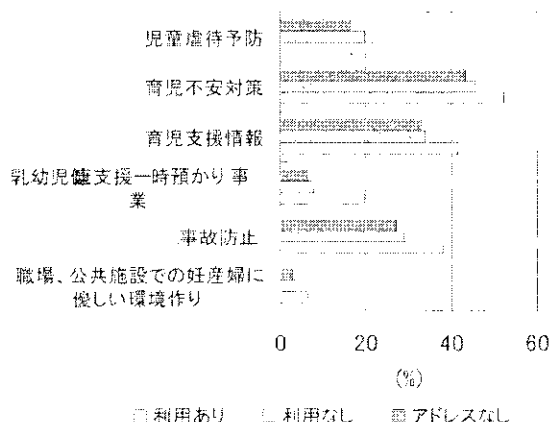 児童虐待予防
育児不安対策
育児支援情報
乳幼児健支援一時預かり事
業
事故防止
職場、公共施設での妊産婦に
優しい環境作り
0 20 40 60
(%)
利用あり 利用なし アドレスなし